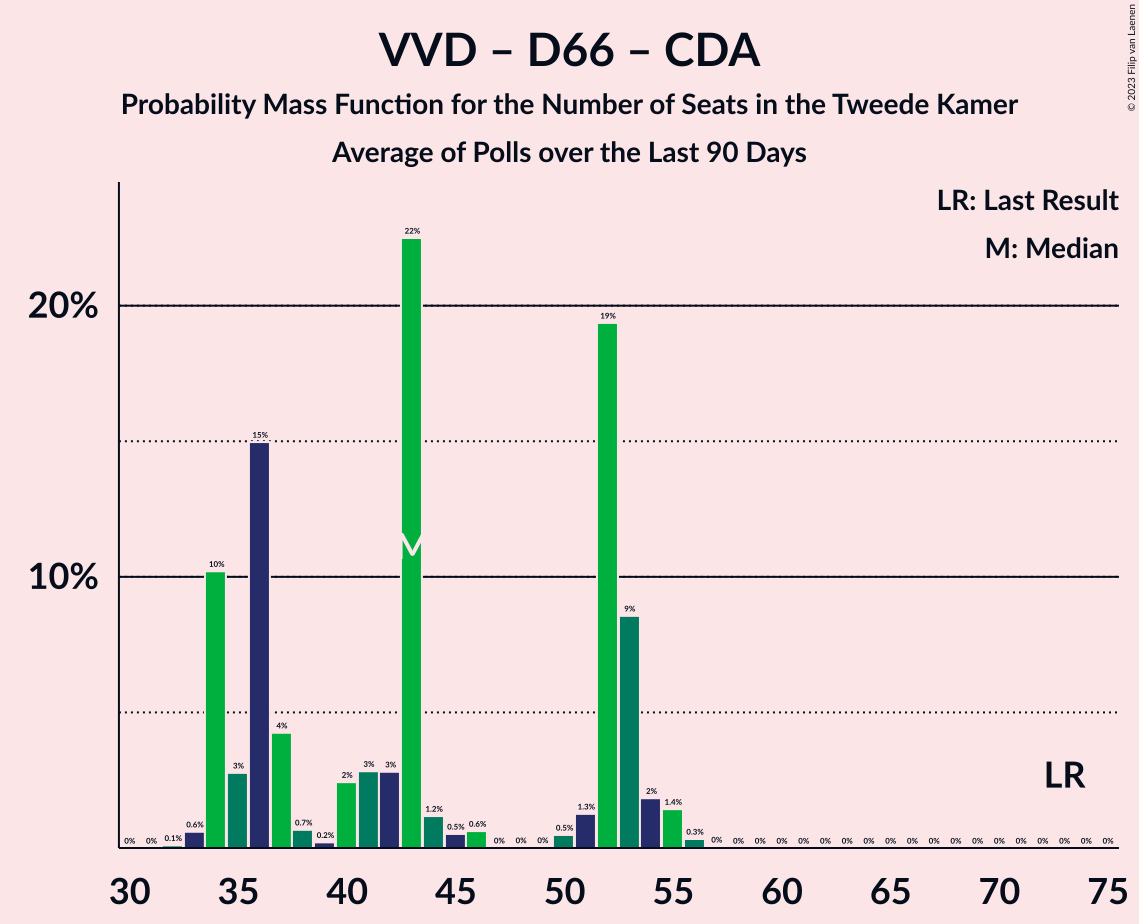 VVD – D66 – CDA
Probability Mass Function for the Number of Seats in the Tweede Kamer
Average of Polls over the Last 90 Days
© 2023 Filip van Laenen
LR: Last Result
M: Median
20%
10%
0% 0% 0.1% 0.6% 10% 3% 15% 4% 0.7% 0.2% 2% 3% 3% 22% 1.2% 0.5% 0.6% 0% 0% 0% 0.5% 1.3% 19% 9% 2% 1.4% 0.3% 0% 0% 0% 0% 0% 0% 0% 0% 0% 0% 0% 0% 0% 0% 0% 0% 0% 0% 0%
M
LR
30 35 40 45 50 55 60 65 70 75